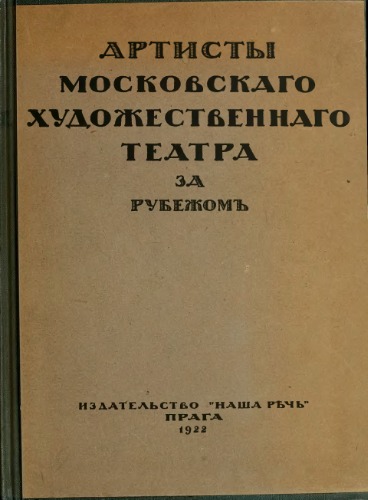 АРТИСТЫ
МОСКОВСКАГО
ХУДОЖЕСТВЕННАГО
ТЕАТРА
ЗА
РУБЕЖОМЪ
ИЗДАТЕЛЬСТВО "НАША РѢЧЬ"
ПРАГА
1922